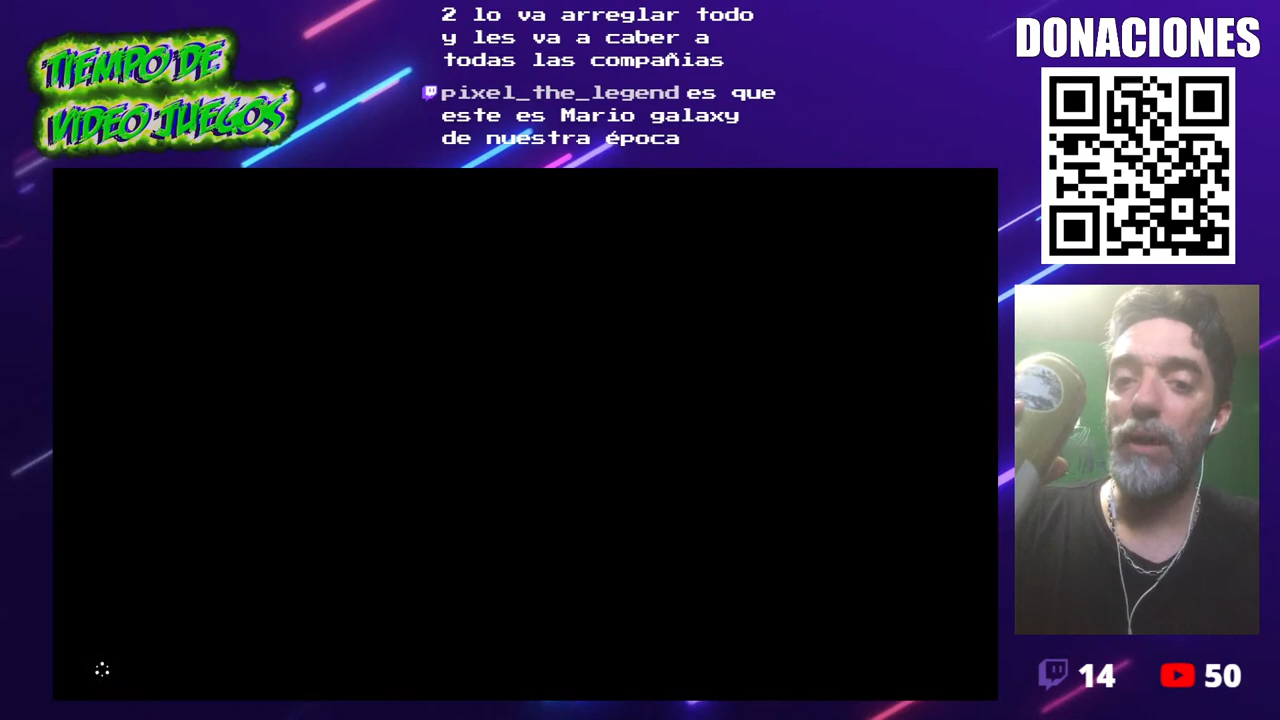 TIEMPO DE
VIDEO JUEGOS
2 lo va arreglar todo
y les va a caber a
todas las compañias
pixel_the_legend es que
este es Mario galaxy
de nuestra época
DONACIONES
14
50